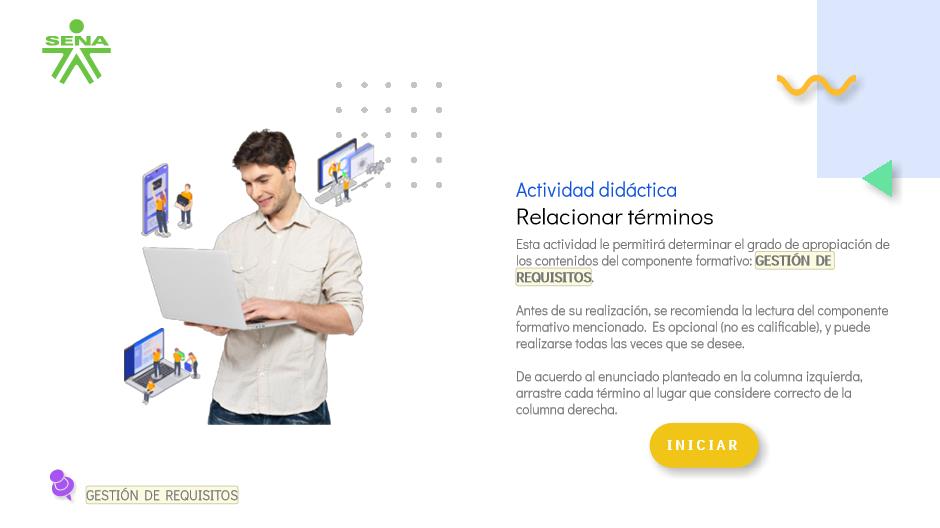 SENA
Actividad didáctica
Relacionar términos
Esta actividad le permitirá determinar el grado de apropiación de
los contenidos del componente formativo: GESTIÓN DE
REQUISITOS.
Antes de su realización, se recomienda la lectura del componente
formativo mencionado. Es opcional (no es calificable), y puede
realizarse todas las veces que se desee.
De acuerdo al enunciado planteado en la columna izquierda,
arrastre cada término al lugar que considere correcto de la
columna derecha.
INICIAR
GESTIÓN DE REQUISITOS